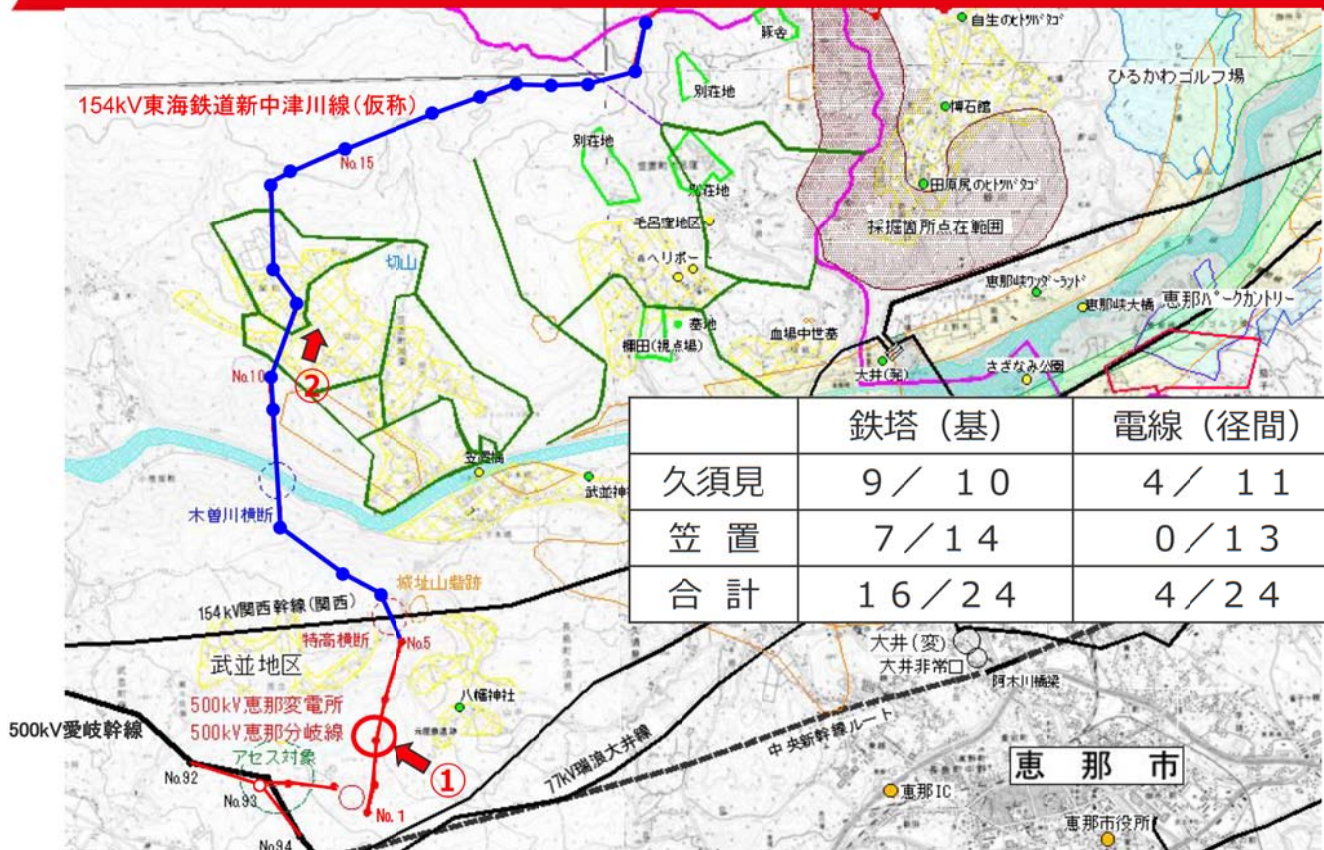 豚舎
自生のヒトツバタゴ
ひるかわゴルフ場
154kV東海鉄道新中津川線(仮称)
別荘地
博石館
No.15
別荘地
別荘地
田原尻のヒトツバタゴ
毛呂窪地区
採掘箇所点在範囲
切山
ヘリポート
恵那峡ワンダーランド
恵那峡大橋
恵那パークカントリー
墓地
血場中世墓
棚田(視点場)
②
No.10
大井(発)
さざなみ公園
鉄塔(基) 電線(径間)
久須見 9/10 4/11
笠置 7/14 0/13
合計 16/24 4/24
笠置橋
武並神社
木曽川横断
城址山砦跡
154kV関西幹線(関西)
特高横断
No.5
大井(変)
大井非常口
阿木川橋梁
武並地区
八幡神社
500kV恵那変電所
500kV恵那分岐線
500kV愛岐幹線
アセス対象
中央新幹線ルート
77kV瑞浪大井線
恵那市
①
No.92
No.93
No.1
恵那IC
恵那市役所
No.94